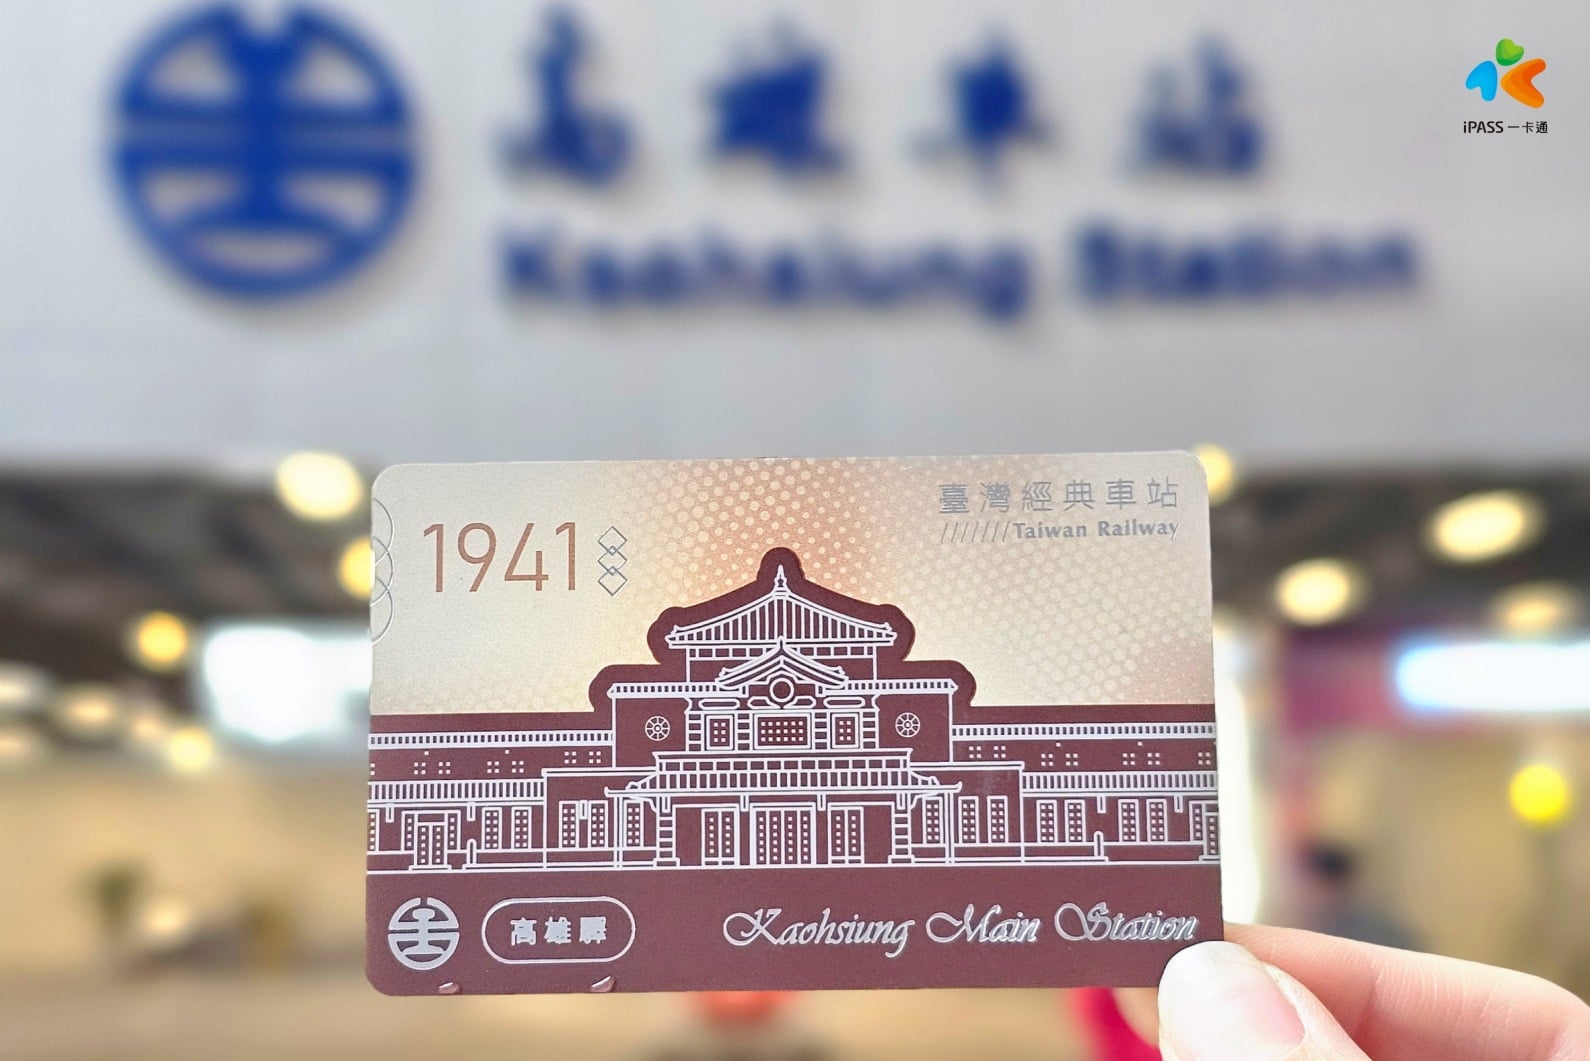 iPASS 一卡通
高雄車站
Kaohsiung Station
臺灣經典車站
///////Taiwan Railway
1941
高雄驛
Kaohsiung Main Station